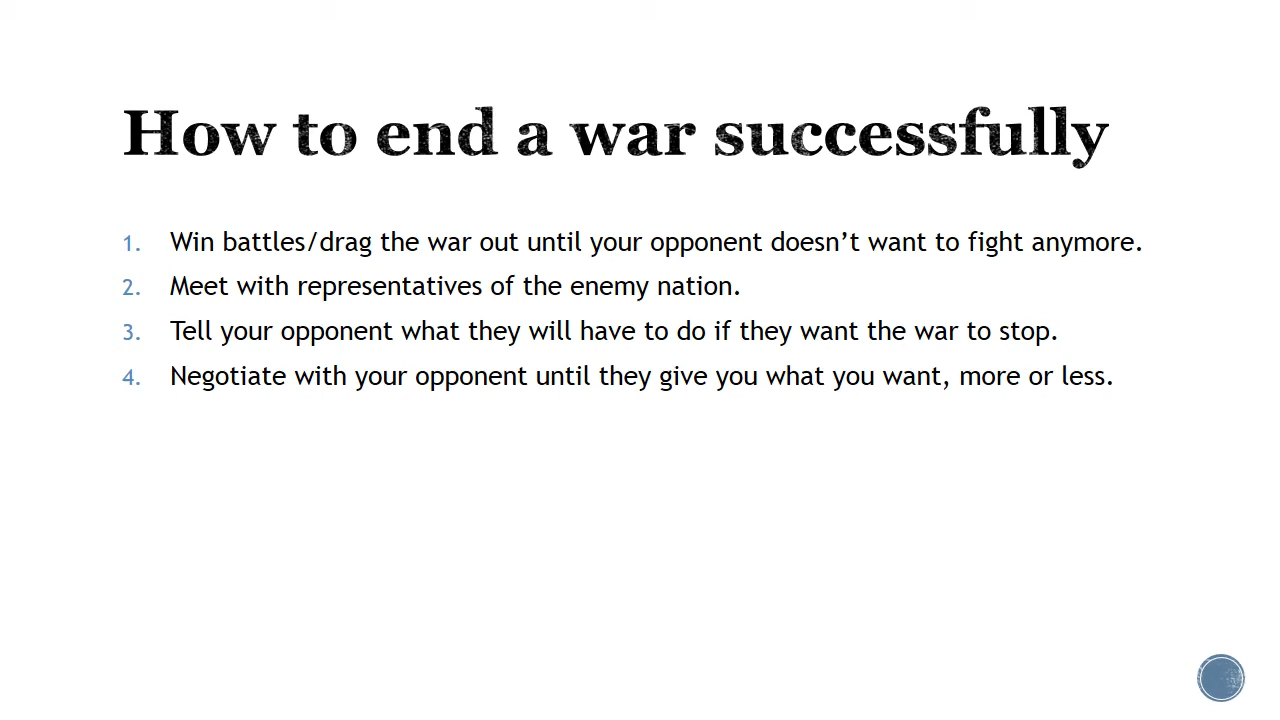 How to end a war successfully
1. Win battles/drag the war out until your opponent doesn’t want to fight anymore.
2. Meet with representatives of the enemy nation.
3. Tell your opponent what they will have to do if they want the war to stop.
4. Negotiate with your opponent until they give you what you want, more or less.